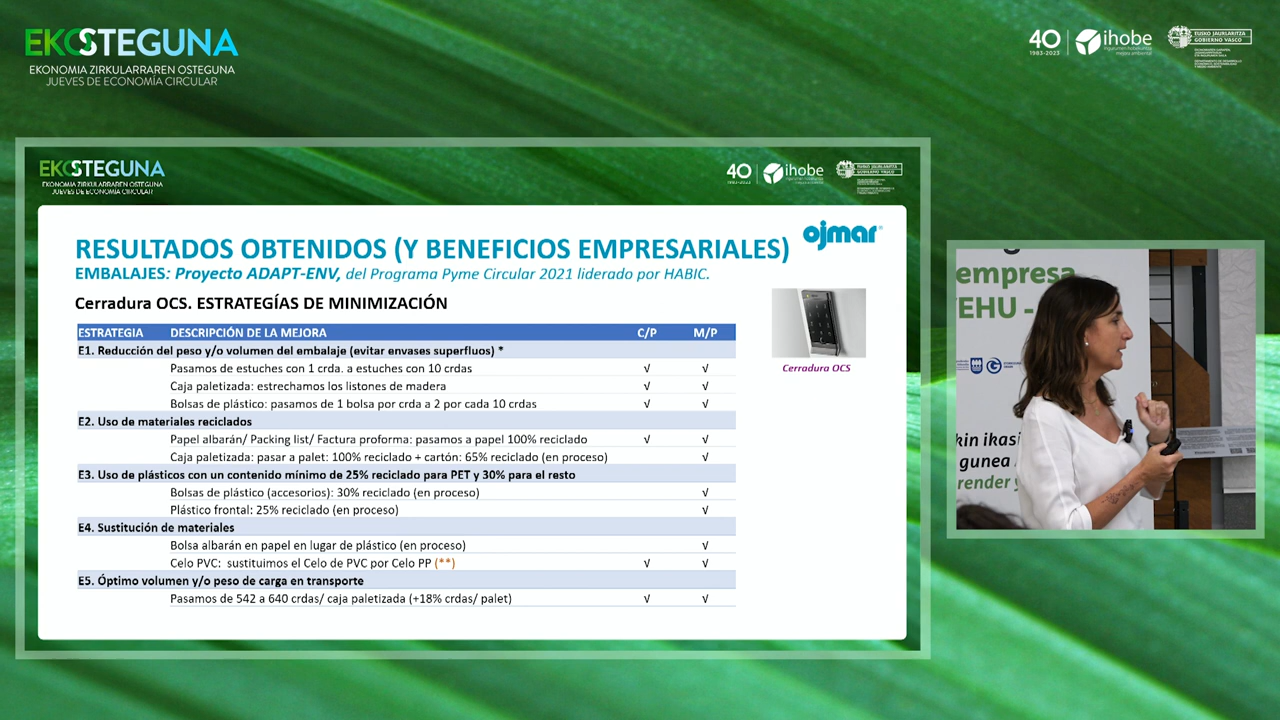 EKOSTEGUNA
EKONOMIA ZIRKULARRAREN OSTEGUNA
JUEVES DE ECONOMÍA CIRCULAR
40
1983-2023
ihobe
EUSKO JAURLARITZA
GOBIERNO VASCO
EKOSTEGUNA
EKONOMIA ZIRKULARRAREN OSTEGUNA
JUEVES DE ECONOMÍA CIRCULAR
40
1983-2023
ihobe
EUSKO JAURLARITZA
GOBIERNO VASCO
ojmar
RESULTADOS OBTENIDOS (Y BENEFICIOS EMPRESARIALES)
EMBALAJES: Proyecto ADAPT-ENV, del Programa Pyme Circular 2021 liderado por HABIC.
Cerradura OCS. ESTRATEGÍAS DE MINIMIZACIÓN
ESTRATEGIA DESCRIPCIÓN DE LA MEJORA C/P M/P
E1. Reducción del peso y/o volumen del embalaje (evitar envases superfluos) *
Pasamos de estuches con 1 crda. a estuches con 10 crdas √ √
Caja paletizada: estrechamos los listones de madera √ √
Bolsas de plástico: pasamos de 1 bolsa por crda a 2 por cada 10 crdas √ √
E2. Uso de materiales reciclados
Papel albarán/ Packing list/ Factura proforma: pasamos a papel 100% reciclado √ √
Caja paletizada: pasar a palet: 100% reciclado + cartón: 65% reciclado (en proceso) √
E3. Uso de plásticos con un contenido mínimo de 25% reciclado para PET y 30% para el resto
Bolsas de plástico (accesorios): 30% reciclado (en proceso) √
Plástico frontal: 25% reciclado (en proceso) √
E4. Sustitución de materiales
Bolsa albarán en papel en lugar de plástico (en proceso) √
Celo PVC: sustituimos el Celo de PVC por Celo PP (**) √ √
E5. Óptimo volumen y/o peso de carga en transporte
Pasamos de 542 a 640 crdas/ caja paletizada (+18% crdas/ palet) √ √
Cerradura OCS
empresa
EHU -
kin ikasi
gunea
render y